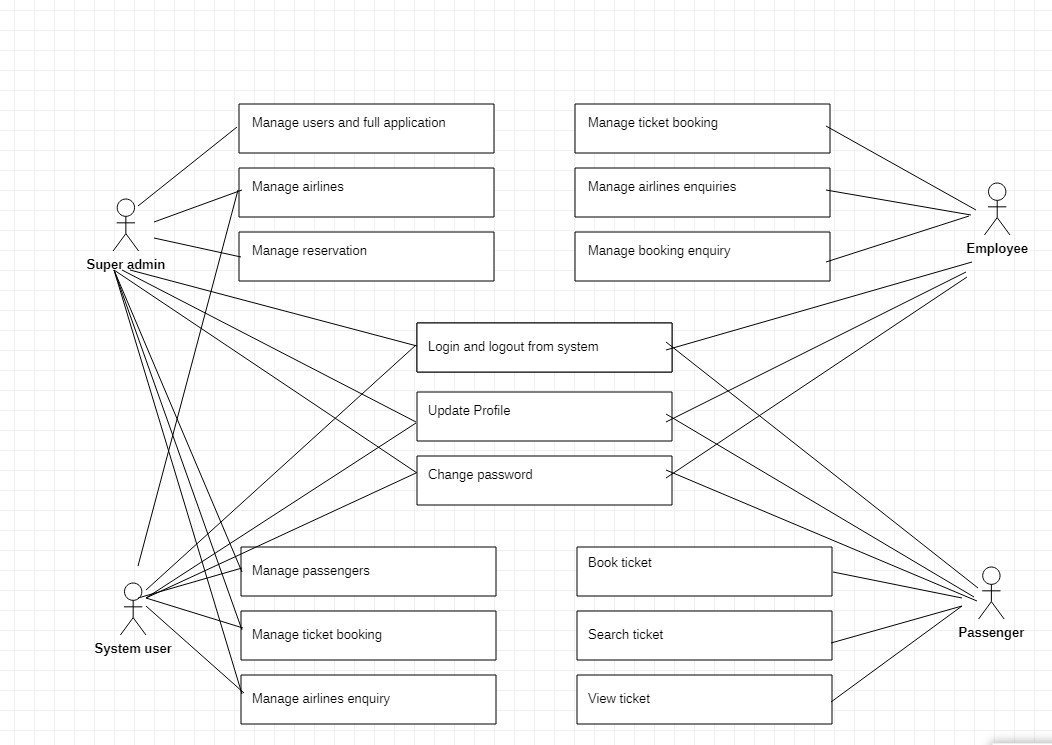 Manage users and full application
Manage ticket booking
Manage airlines
Manage airlines enquiries
Manage reservation
Manage booking enquiry
Super admin
Employee
Login and logout from system
Update Profile
Change password
Manage passengers
Book ticket
Manage ticket booking
Search ticket
System user
Passenger
Manage airlines enquiry
View ticket